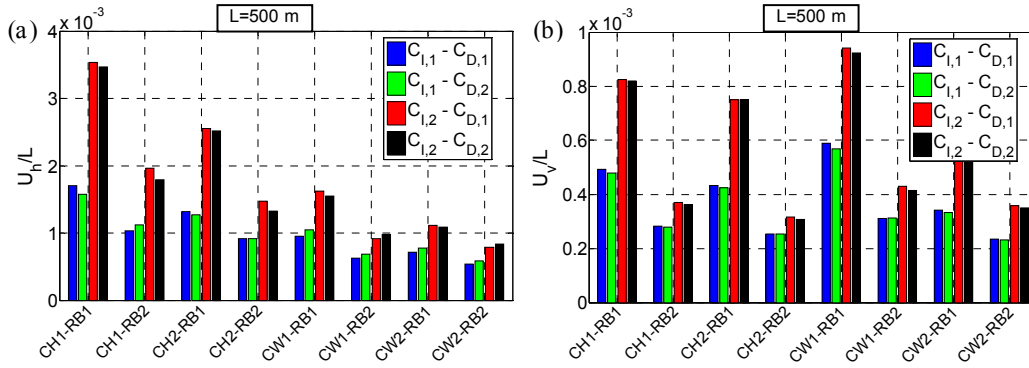 (a)
x 10⁻³
L=500 m
4
3
2
1
0
U_h/L
C_I,1 - C_D,1
C_I,1 - C_D,2
C_I,2 - C_D,1
C_I,2 - C_D,2
CH1-RB1
CH1-RB2
CH2-RB1
CH2-RB2
CW1-RB1
CW1-RB2
CW2-RB1
CW2-RB2
(b)
x 10⁻³
L=500 m
1
0.8
0.6
0.4
0.2
0
U_v/L
C_I,1 - C_D,1
C_I,1 - C_D,2
C_I,2 - C_D,1
C_I,2 - C_D,2
CH1-RB1
CH1-RB2
CH2-RB1
CH2-RB2
CW1-RB1
CW1-RB2
CW2-RB1
CW2-RB2